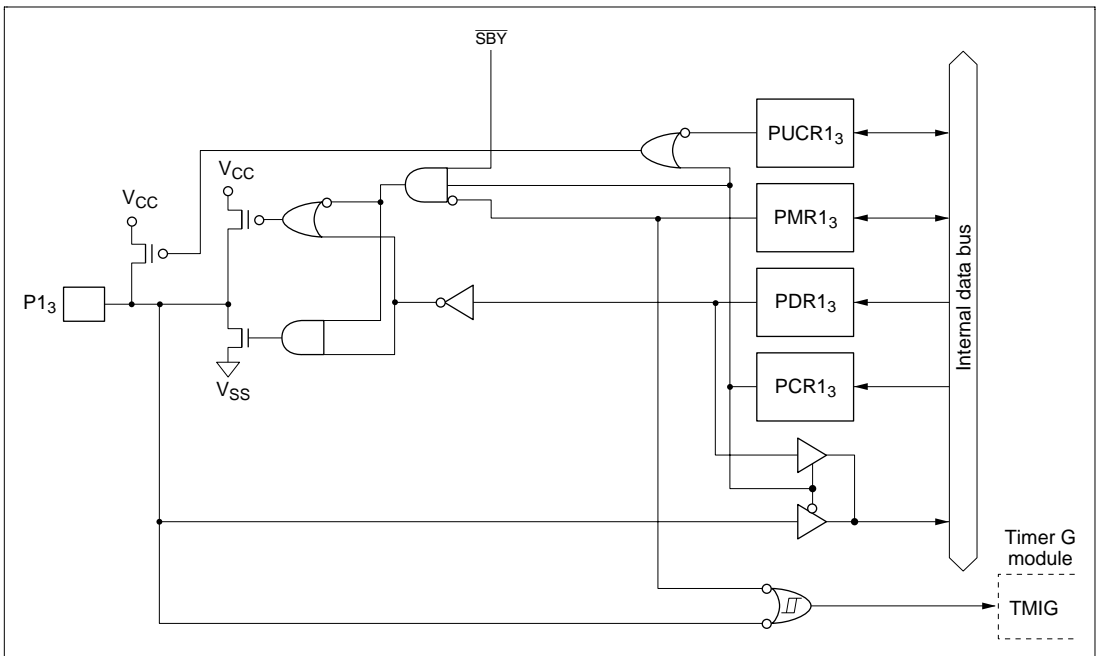 SBY
PUCR1₃
VCC
VCC
PMR1₃
P1₃
PDR1₃
VSS
PCR1₃
Internal data bus
Timer G
module
TMIG